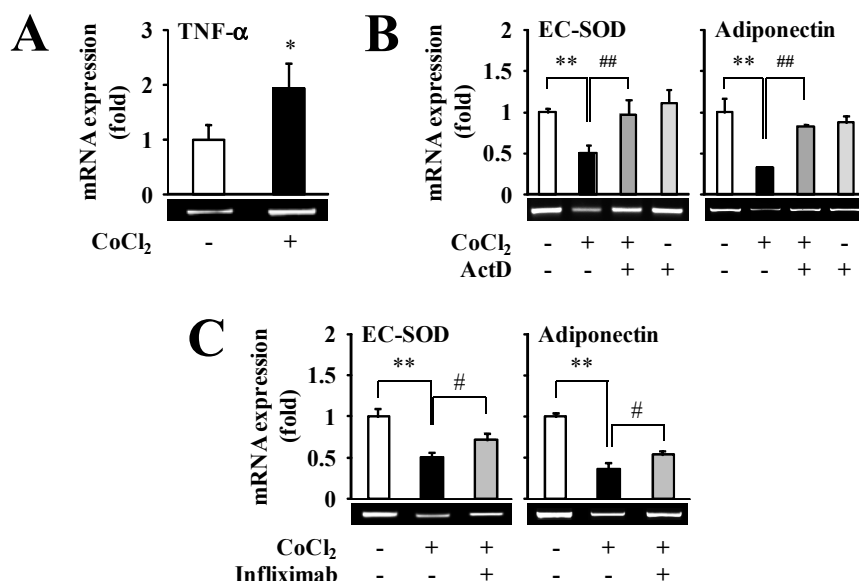 A
TNF-α
mRNA expression
(fold)
3
2
1
0
*
CoCl2 - +
B
EC-SOD
Adiponectin
mRNA expression
(fold)
2
1.5
1
0.5
0
** ##
** ##
CoCl2 - + + - - + + -
ActD - - + + - - + +
C
EC-SOD
Adiponectin
mRNA expression
(fold)
2
1.5
1
0.5
0
** #
** #
CoCl2 - + + - + +
Infliximab - - + - - +